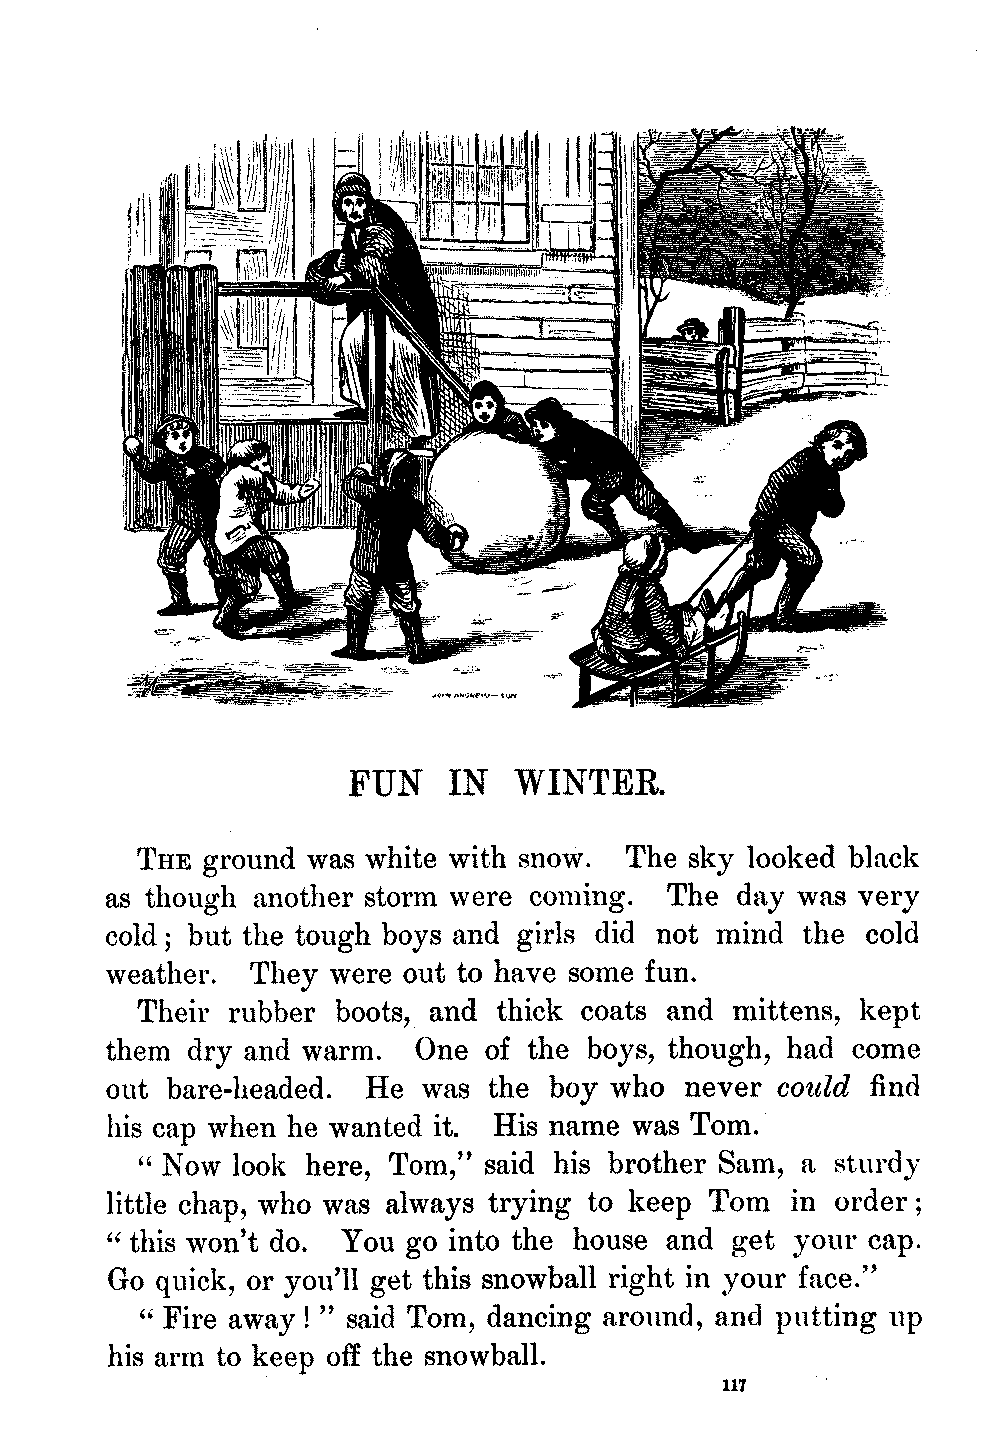 FUN IN WINTER.
THE ground was white with snow. The sky looked black
as though another storm were coming. The day was very
cold; but the tough boys and girls did not mind the cold
weather. They were out to have some fun.
Their rubber boots, and thick coats and mittens, kept
them dry and warm. One of the boys, though, had come
out bare-headed. He was the boy who never could find
his cap when he wanted it. His name was Tom.
“Now look here, Tom,” said his brother Sam, a sturdy
little chap, who was always trying to keep Tom in order;
“this won't do. You go into the house and get your cap.
Go quick, or you'll get this snowball right in your face.”
“Fire away!” said Tom, dancing around, and putting up
his arm to keep off the snowball.
117